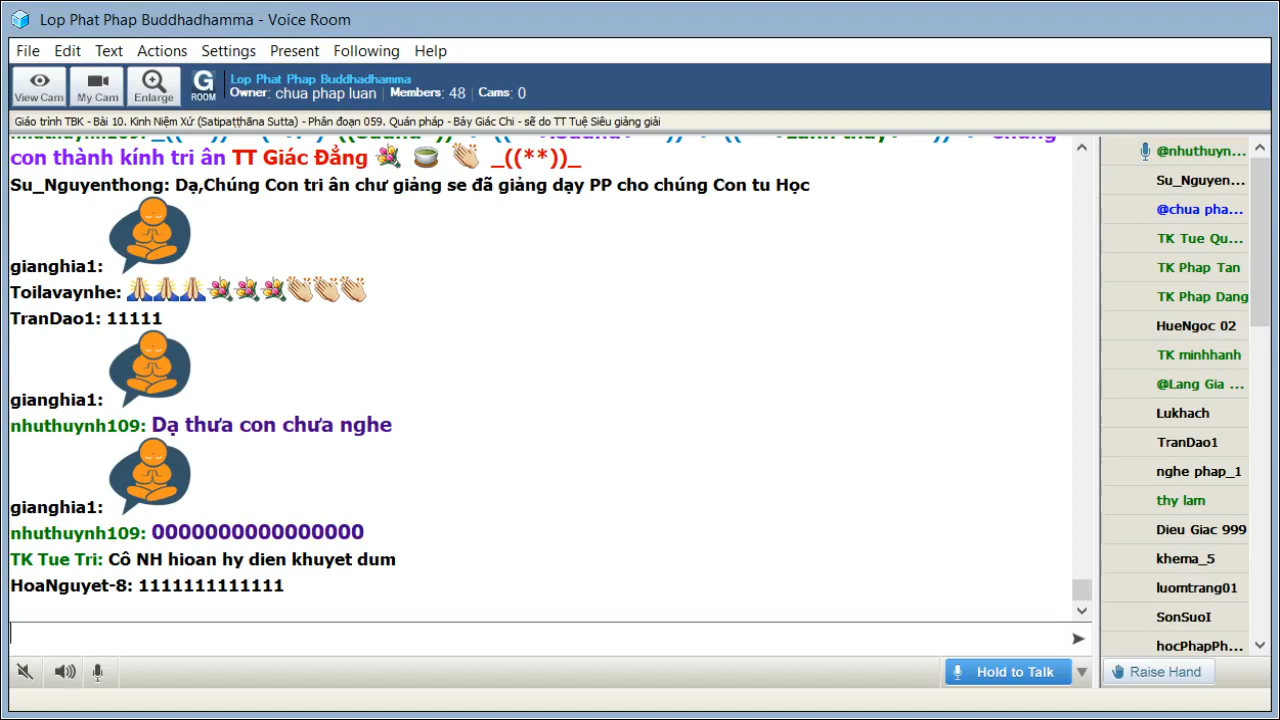 Lop Phat Phap Buddhadhamma - Voice Room
File Edit Text Actions Settings Present Following Help
View Cam
My Cam
Enlarge
G
ROOM
Lop Phat Phap Buddhadhamma
Owner: chua phap luan Members: 48 Cams: 0
Giáo trình TBK - Bài 10. Kinh Niệm Xứ (Satipaṭṭhāna Sutta) - Phân đoạn 059. Quán pháp - Bảy Giác Chi - sẽ do TT Tuệ Siêu giảng giải
con thành kính tri ân TT Giác Đẳng _((**))_
Su_Nguyenthong: Dạ,Chúng Con tri ân chư giảng se đã giảng dạy PP cho chúng Con tu Học
gianghia1:
Toilavaynhe:
TranDao1: 11111
gianghia1:
nhuthuynh109: Dạ thưa con chưa nghe
gianghia1:
nhuthuynh109: 0000000000000000
TK Tue Tri: Cô NH hioan hy dien khuyet dum
HoaNguyet-8: 1111111111111
@nhuthuyn...
Su_Nguyen...
@chua pha...
TK Tue Qu...
TK Phap Tan
TK Phap Dang
HueNgoc 02
TK minhhanh
@Lang Gia ...
Lukhach
TranDao1
nghe phap_1
thy lam
Dieu Giac 999
khema_5
luomtrang01
SonSuoI
hocPhapPh...
Hold to Talk
Raise Hand